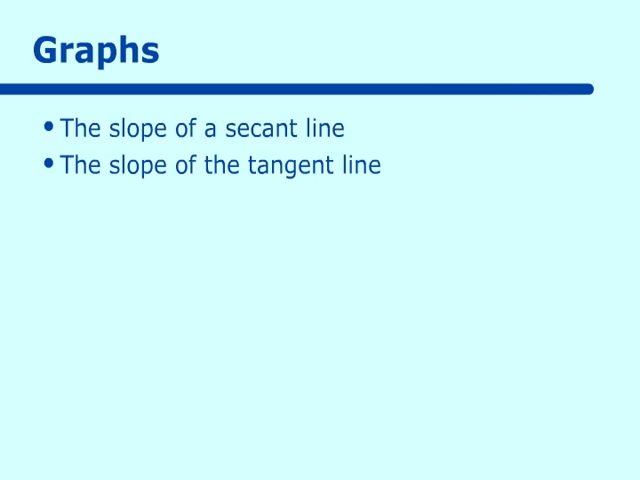 Graphs
• The slope of a secant line
• The slope of the tangent line